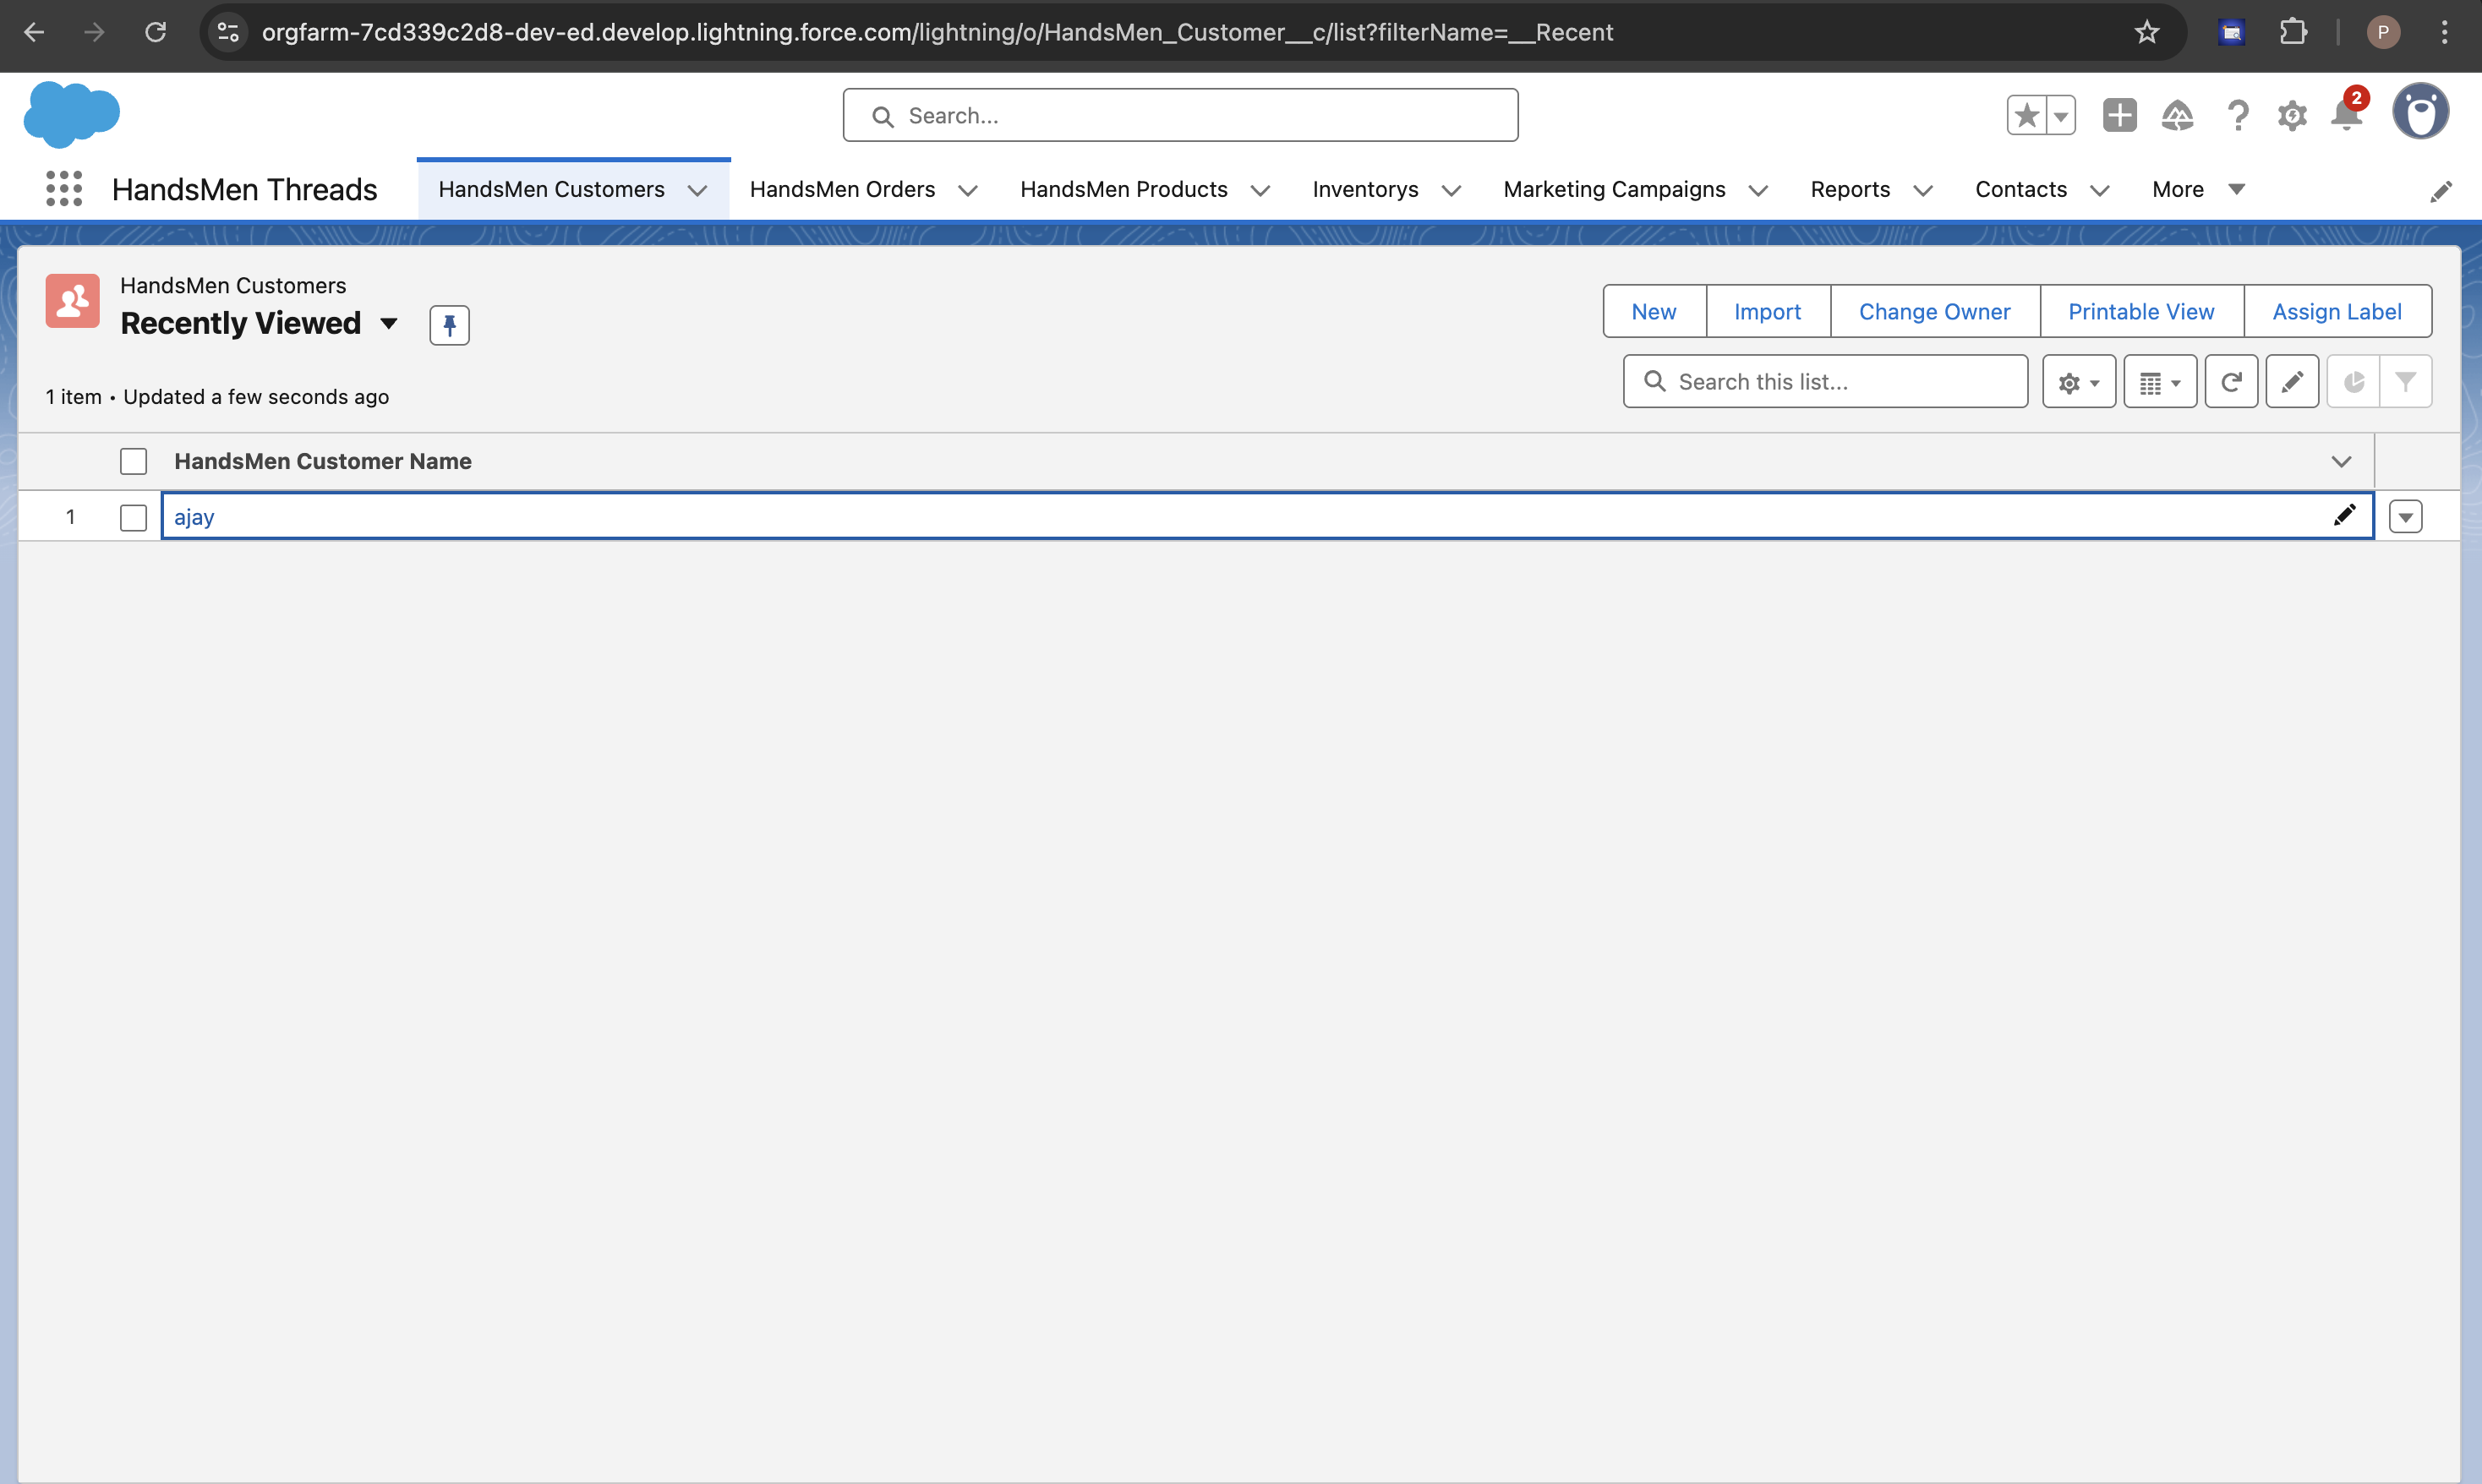 orgfarm-7cd339c2d8-dev-ed.develop.lightning.force.com/lightning/o/HandsMen_Customer__c/list?filterName=__Recent
P
Search...
2
HandsMen Threads
HandsMen Customers
HandsMen Orders
HandsMen Products
Inventorys
Marketing Campaigns
Reports
Contacts
More
HandsMen Customers
Recently Viewed
New
Import
Change Owner
Printable View
Assign Label
1 item • Updated a few seconds ago
Search this list...
HandsMen Customer Name
1
ajay